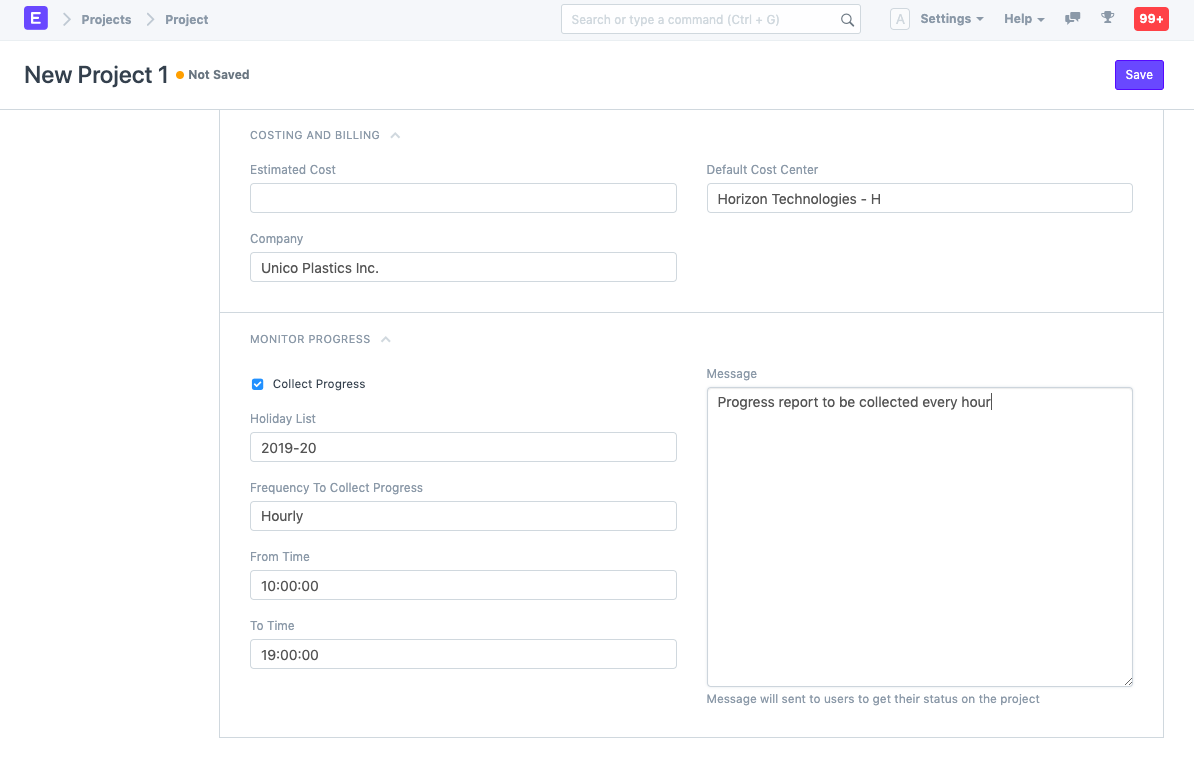 E Projects Project Search or type a command (Ctrl + G) A Settings Help 99+
New Project 1 Not Saved Save
COSTING AND BILLING
Estimated Cost
Default Cost Center
Horizon Technologies - H
Company
Unico Plastics Inc.
MONITOR PROGRESS
Collect Progress
Holiday List
2019-20
Frequency To Collect Progress
Hourly
From Time
10:00:00
To Time
19:00:00
Message
Progress report to be collected every hour
Message will sent to users to get their status on the project